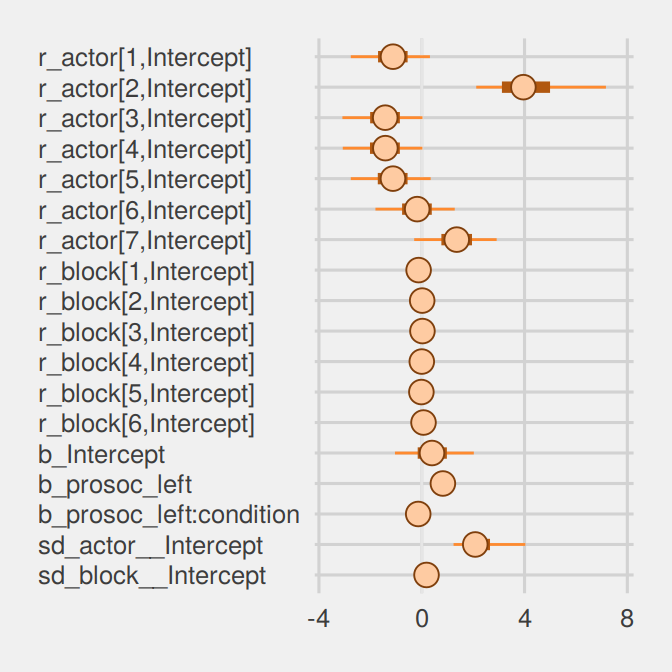 r_actor[1,Intercept]
r_actor[2,Intercept]
r_actor[3,Intercept]
r_actor[4,Intercept]
r_actor[5,Intercept]
r_actor[6,Intercept]
r_actor[7,Intercept]
r_block[1,Intercept]
r_block[2,Intercept]
r_block[3,Intercept]
r_block[4,Intercept]
r_block[5,Intercept]
r_block[6,Intercept]
b_Intercept
b_prosoc_left
b_prosoc_left:condition
sd_actor__Intercept
sd_block__Intercept
-4 0 4 8